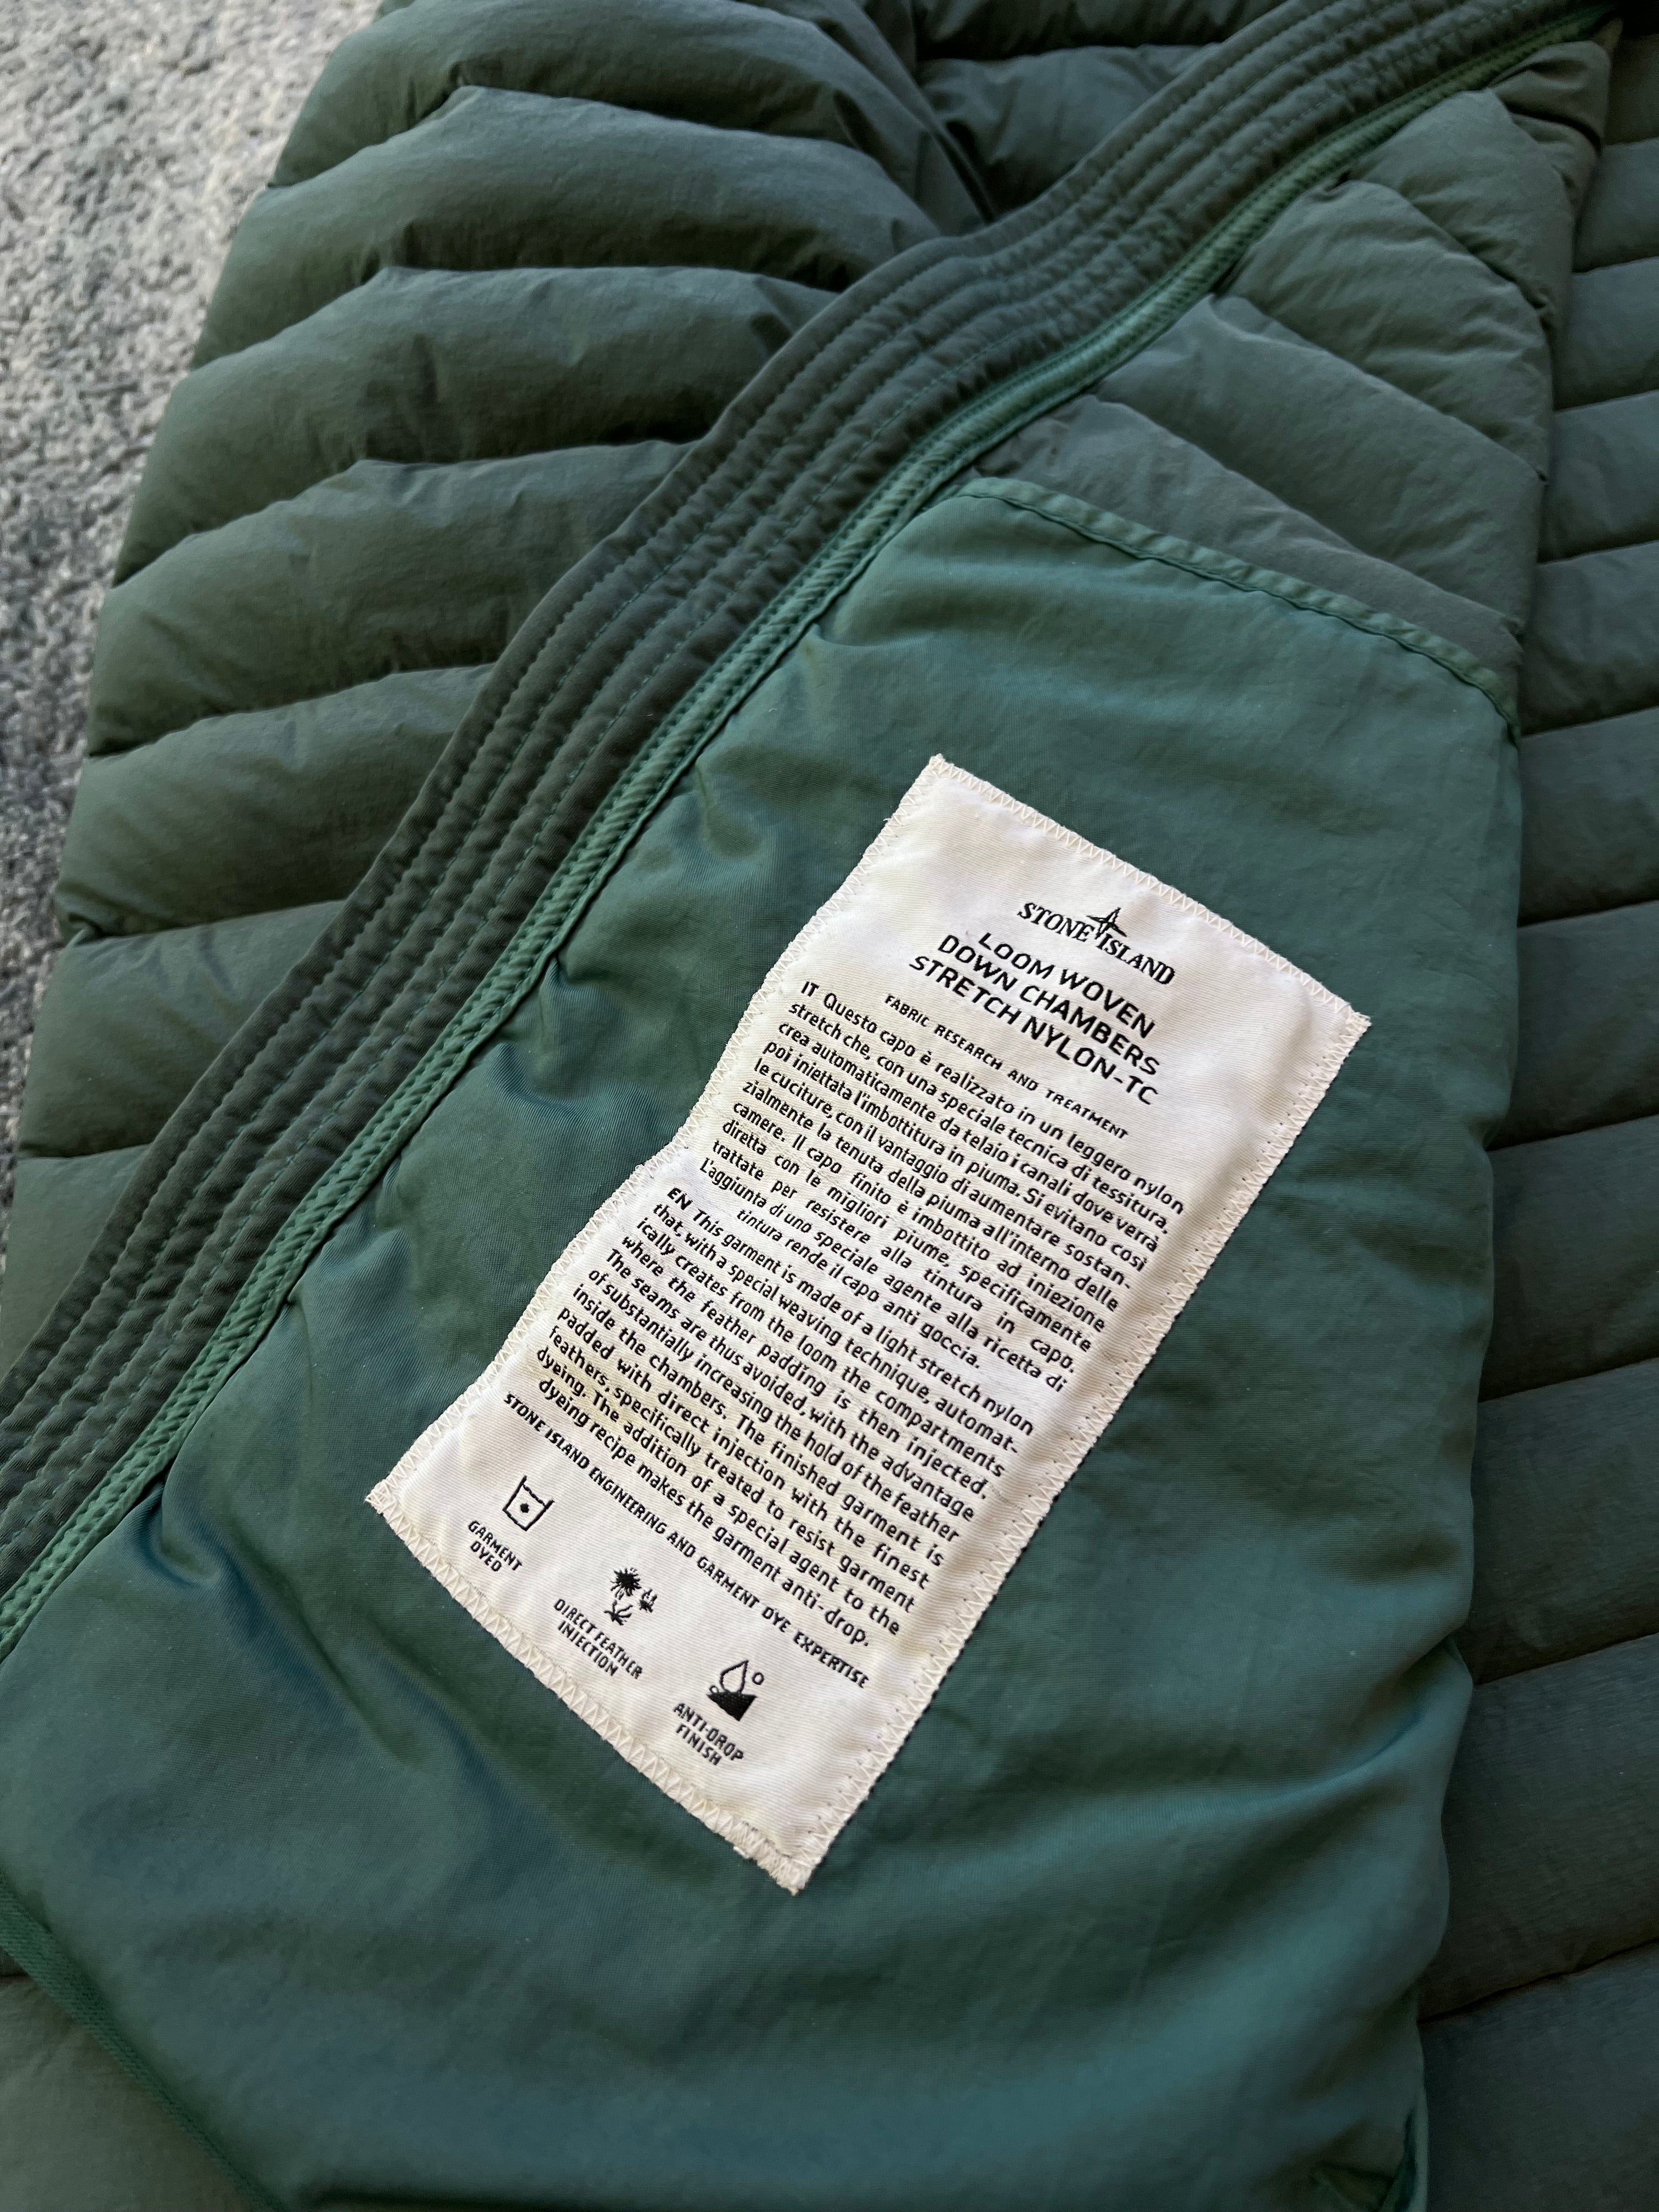 STONE ISLAND
LOOM WOVEN
DOWN CHAMBERS
STRETCH NYLON-TC
FABRIC RESEARCH AND TREATMENT
IT Questo capo è realizzato in un leggero nylon
stretch che, con una speciale tecnica di tessitura,
crea automaticamente da telaio i canali dove verrà
poi iniettata l'imbottitura in piuma. Si evitano così
le cuciture, con il vantaggio di aumentare sostan-
zialmente la tenuta della piuma all'interno delle
camere. Il capo finito è imbottito ad iniezione
diretta con le migliori piume, specificamente
trattate per resistere alla tintura in capo.
L'aggiunta di uno speciale agente alla ricetta di
tintura rende il capo anti goccia.
EN This garment is made of a light stretch nylon
that, with a special weaving technique, automat-
ically creates from the loom the compartments
where the feather padding is then injected.
The seams are thus avoided, with the advantage
of substantially increasing the hold of the feather
inside the chambers. The finished garment is
padded with direct injection with the finest
feathers, specifically treated to resist garment
dyeing. The addition of a special agent to the
dyeing recipe makes the garment anti-drop.
STONE ISLAND ENGINEERING AND GARMENT DYE EXPERTISE
GARMENT
DYED
DIRECT FEATHER
INJECTION
ANTI-DROP
FINISH